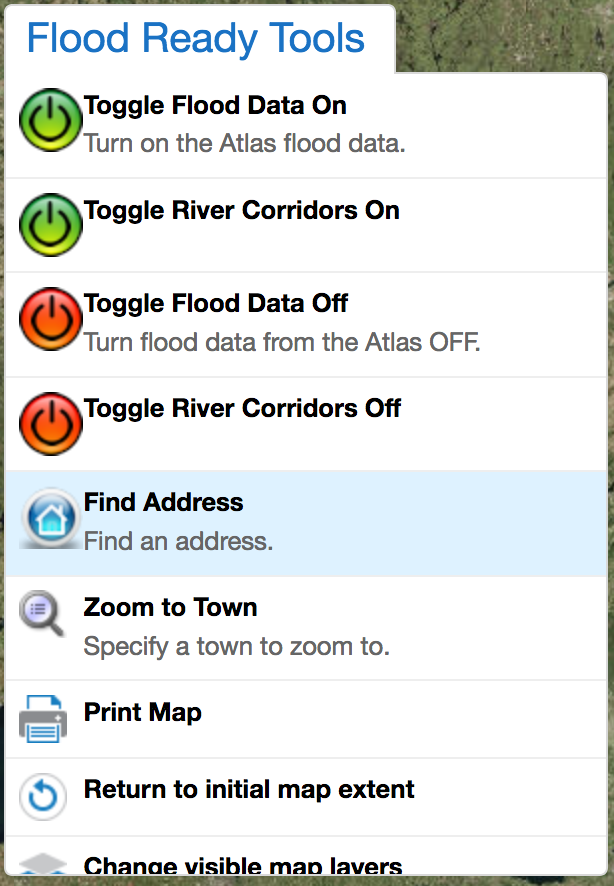 Flood Ready Tools
Toggle Flood Data On
Turn on the Atlas flood data.
Toggle River Corridors On
Toggle Flood Data Off
Turn flood data from the Atlas OFF.
Toggle River Corridors Off
Find Address
Find an address.
Zoom to Town
Specify a town to zoom to.
Print Map
Return to initial map extent
Change visible map layers